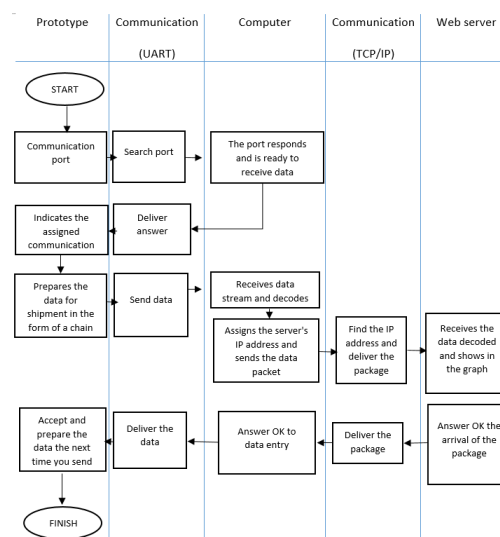 Prototype
Communication
(UART)
Computer
Communication
(TCP/IP)
Web server
START
Communication
port
Search port
The port responds
and is ready to
receive data
Indicates the
assigned
communication
Deliver
answer
Prepares the
data for
shipment in the
form of a chain
Send data
Receives data
stream and decodes
Assigns the server's
IP address and
sends the data
packet
Find the IP
address and
deliver the
package
Receives the
data decoded
and shows in
the graph
Accept and
prepare the
data the next
time you send
Deliver the
data
Answer OK to
data entry
Deliver the
package
Answer OK the
arrival of the
package
FINISH